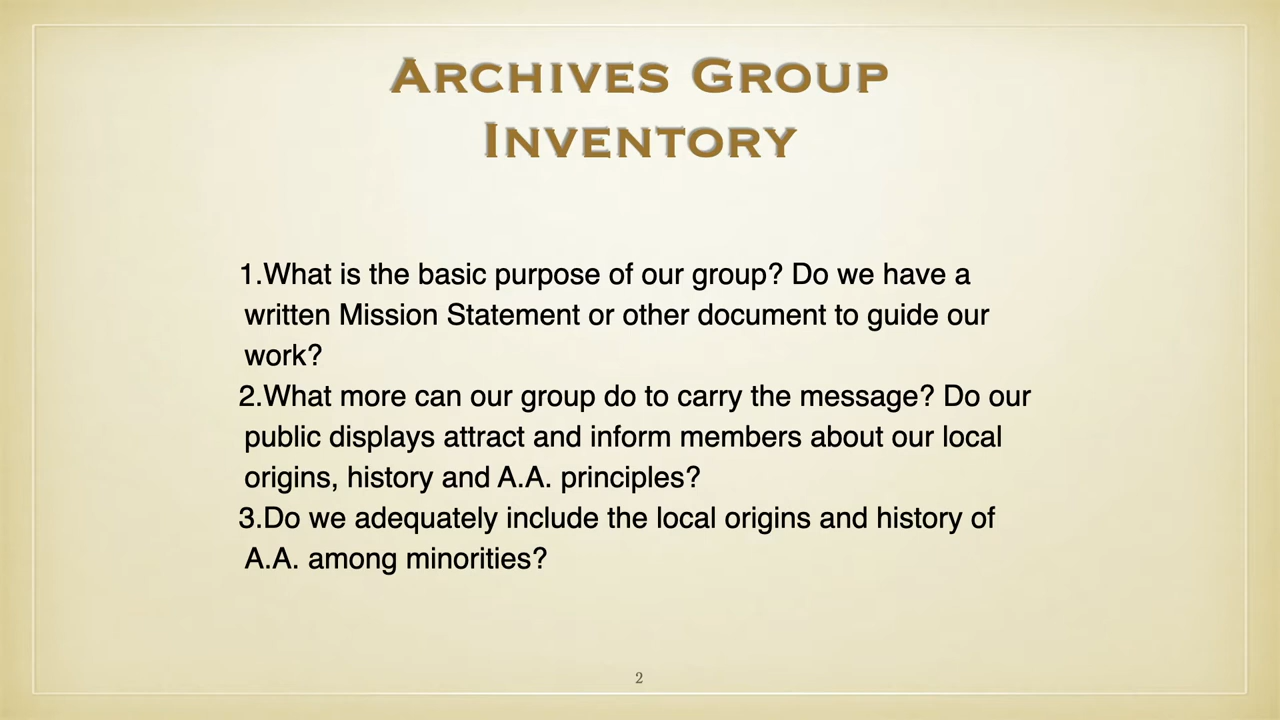 ARCHIVES GROUP
INVENTORY
1.What is the basic purpose of our group? Do we have a
written Mission Statement or other document to guide our
work?
2.What more can our group do to carry the message? Do our
public displays attract and inform members about our local
origins, history and A.A. principles?
3.Do we adequately include the local origins and history of
A.A. among minorities?
2